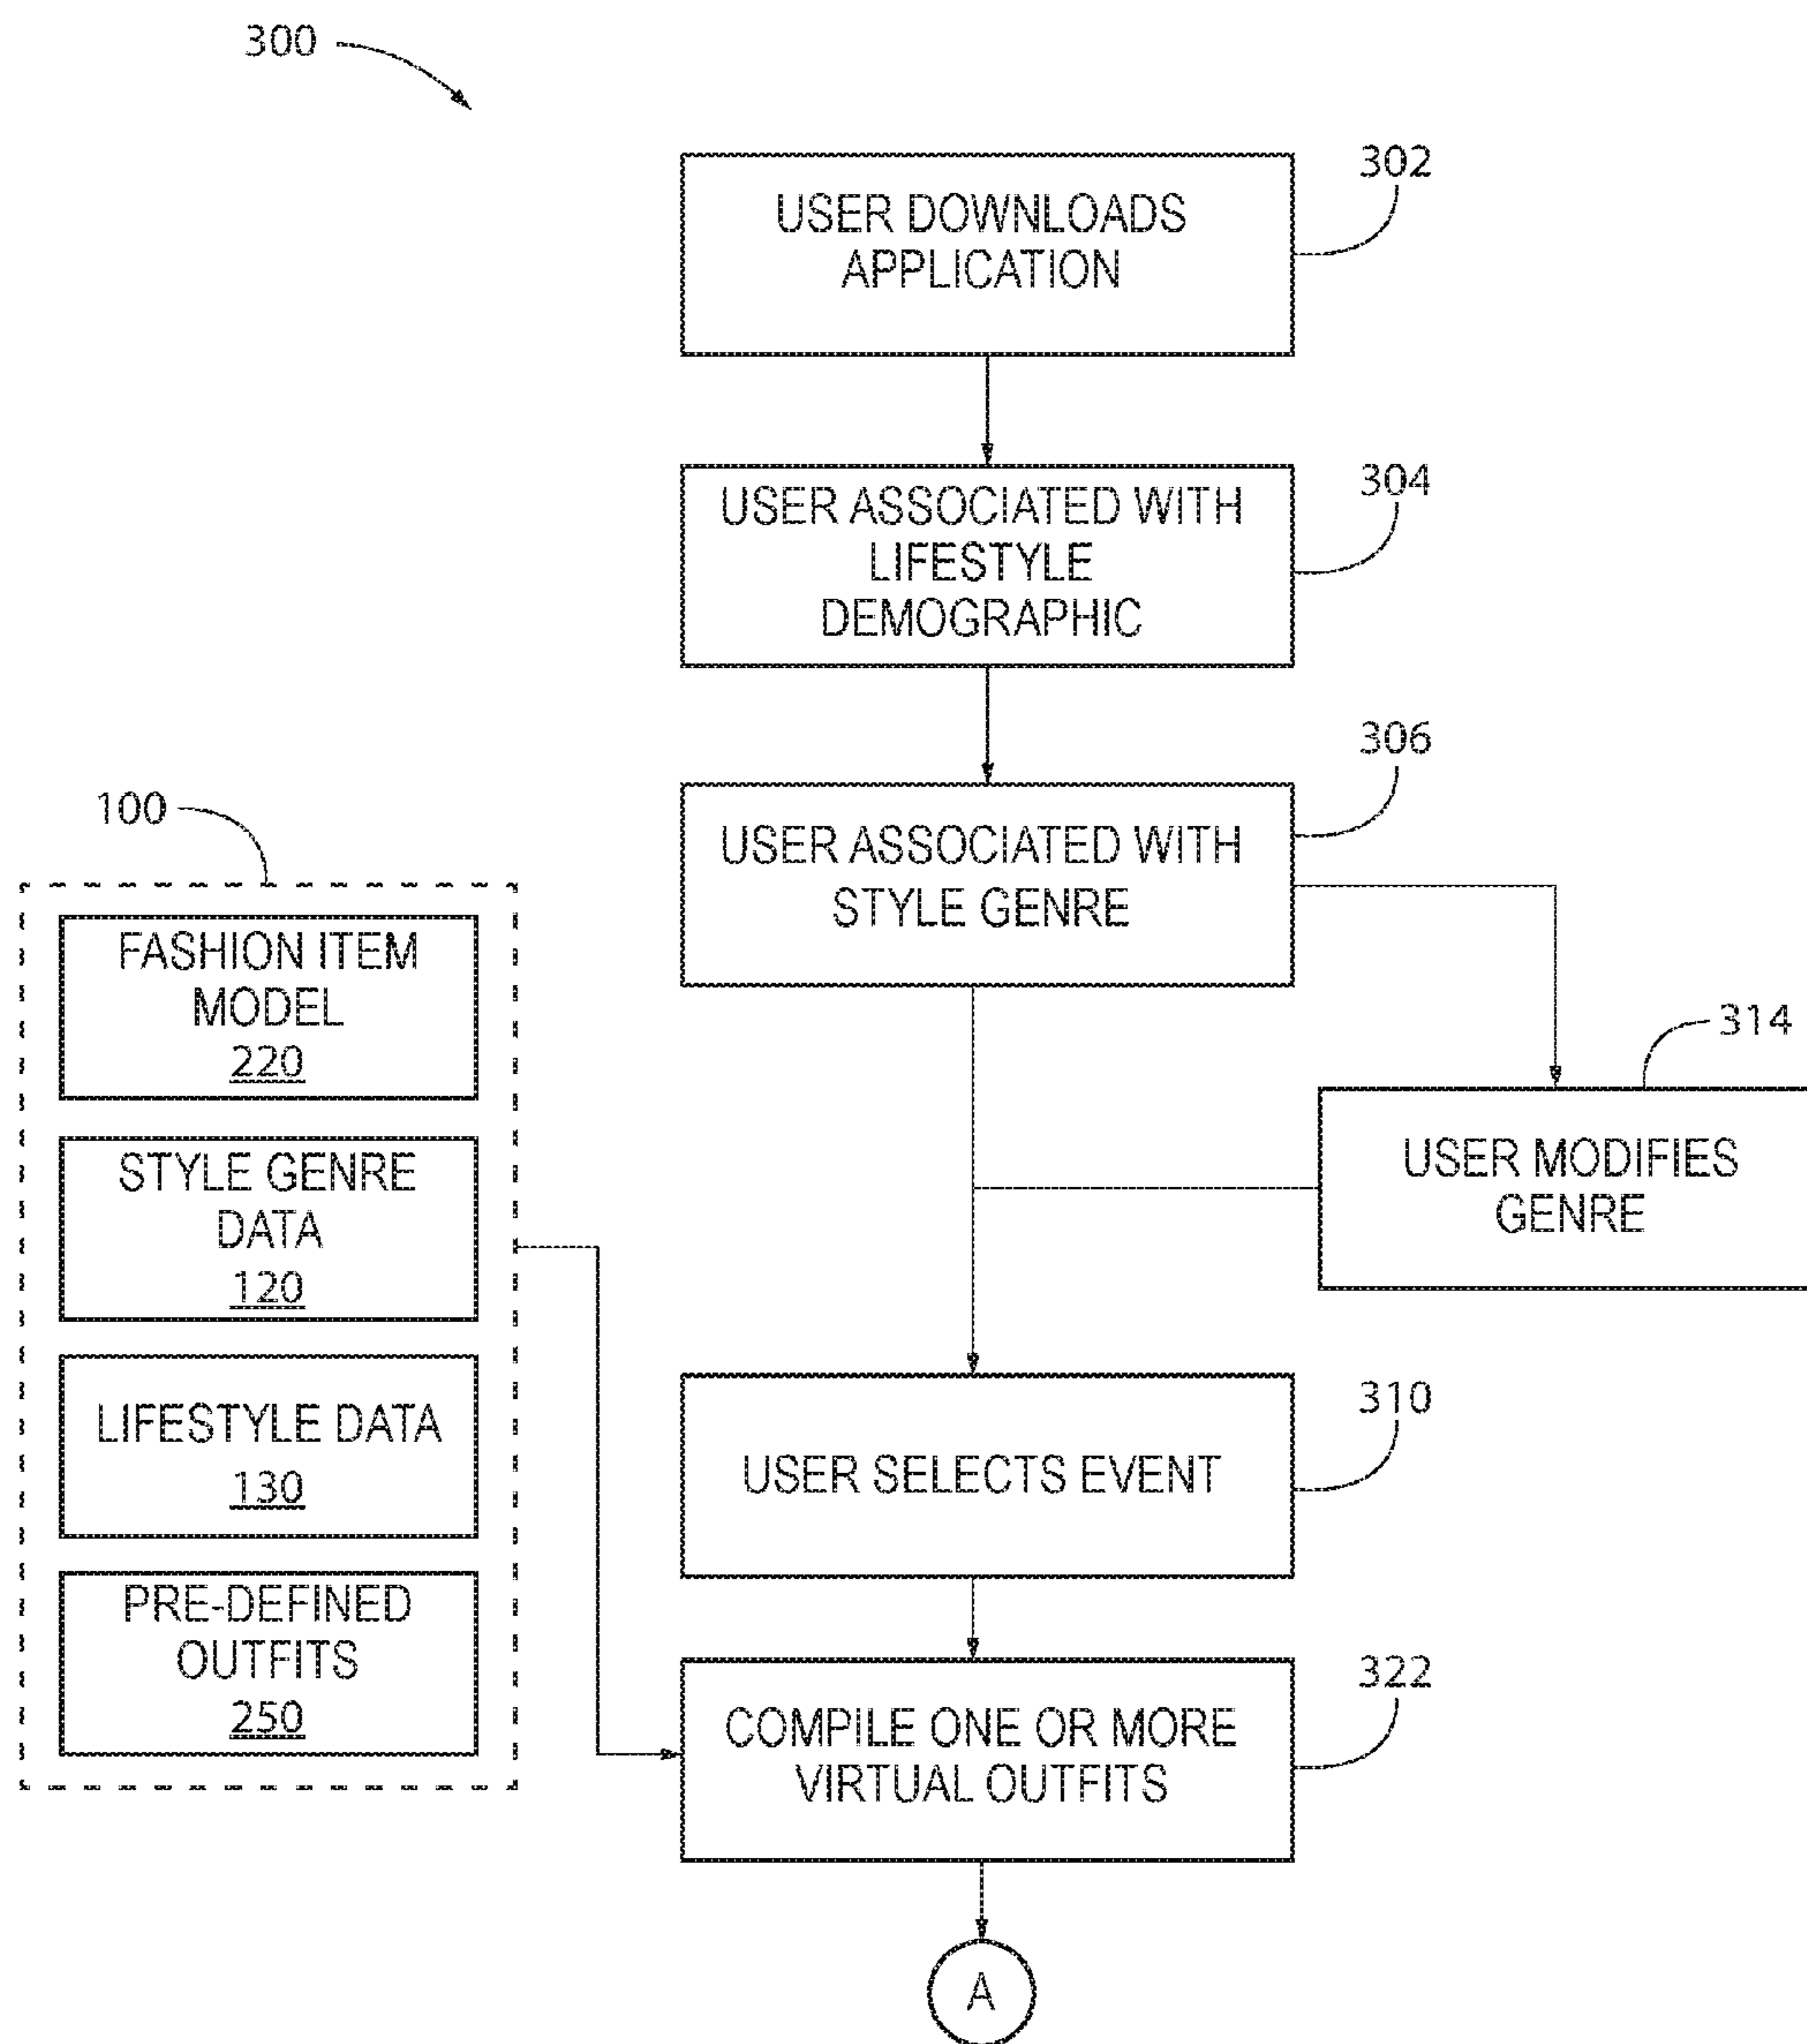 300
302
USER DOWNLOADS
APPLICATION
304
USER ASSOCIATED WITH
LIFESTYLE
DEMOGRAPHIC
306
USER ASSOCIATED WITH
STYLE GENRE
100
FASHION ITEM
MODEL
220
STYLE GENRE
DATA
120
LIFESTYLE DATA
130
PRE-DEFINED
OUTFITS
250
314
USER MODIFIES
GENRE
310
USER SELECTS EVENT
322
COMPILE ONE OR MORE
VIRTUAL OUTFITS
A